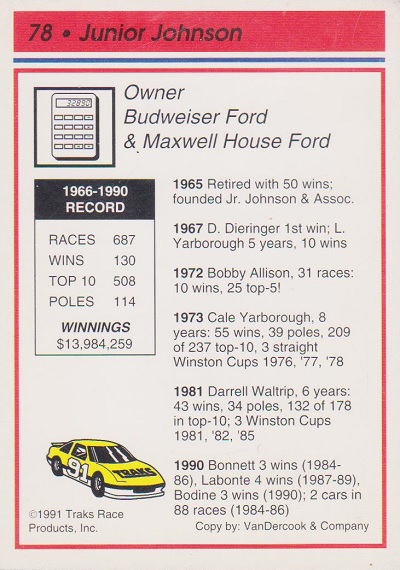 78 • Junior Johnson
32890
Owner
Budweiser Ford
& Maxwell House Ford
1966-1990
RECORD
RACES 687
WINS 130
TOP 10 508
POLES 114
WINNINGS
$13,984,259
1965 Retired with 50 wins;
founded Jr. Johnson & Assoc.
1967 D. Dieringer 1st win; L.
Yarborough 5 years, 10 wins
1972 Bobby Allison, 31 races:
10 wins, 25 top-5!
1973 Cale Yarborough, 8
years: 55 wins, 39 poles, 209
of 237 top-10, 3 straight
Winston Cups 1976, '77, '78
1981 Darrell Waltrip, 6 years:
43 wins, 34 poles, 132 of 178
in top-10; 3 Winston Cups
1981, '82, '85
1990 Bonnett 3 wins (1984-
86), Labonte 4 wins (1987-89),
Bodine 3 wins (1990); 2 cars in
88 races (1984-86)
91
TRAKS
©1991 Traks Race
Products, Inc.
Copy by: VanDercook & Company